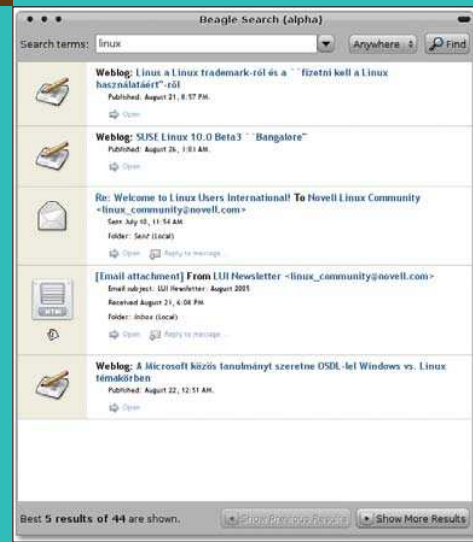 Beagle Search (alpha)
Search terms: linux Anywhere Find
Weblog: Linus a Linux trademark-ról és a ``fizetni kell a Linux
használatáért"-ról
Published: August 21, 8:57 PM.
Open
Weblog: SUSE Linux 10.0 Beta3 ``Bangalore"
Published: August 26, 1:01 AM.
Open
Re: Welcome to Linux Users International! To Novell Linux Community
<linux_community@novell.com>
Sent July 10, 11:54 AM.
Folder: Sent (Local)
Open Reply to message...
[Email attachment] From LUI Newsletter <linux_community@novell.com>
Email subject: LUI Newsletter: August 2005
Received August 21, 6:08 PM.
Folder: Inbox (Local)
Open Reply to message...
HTML
Weblog: A Microsoft közös tanulmányt szeretne OSDL-lel Windows vs. Linux
témakörben
Published: August 22, 12:51 AM.
Open
Best 5 results of 44 are shown. Show Previous Results Show More Results